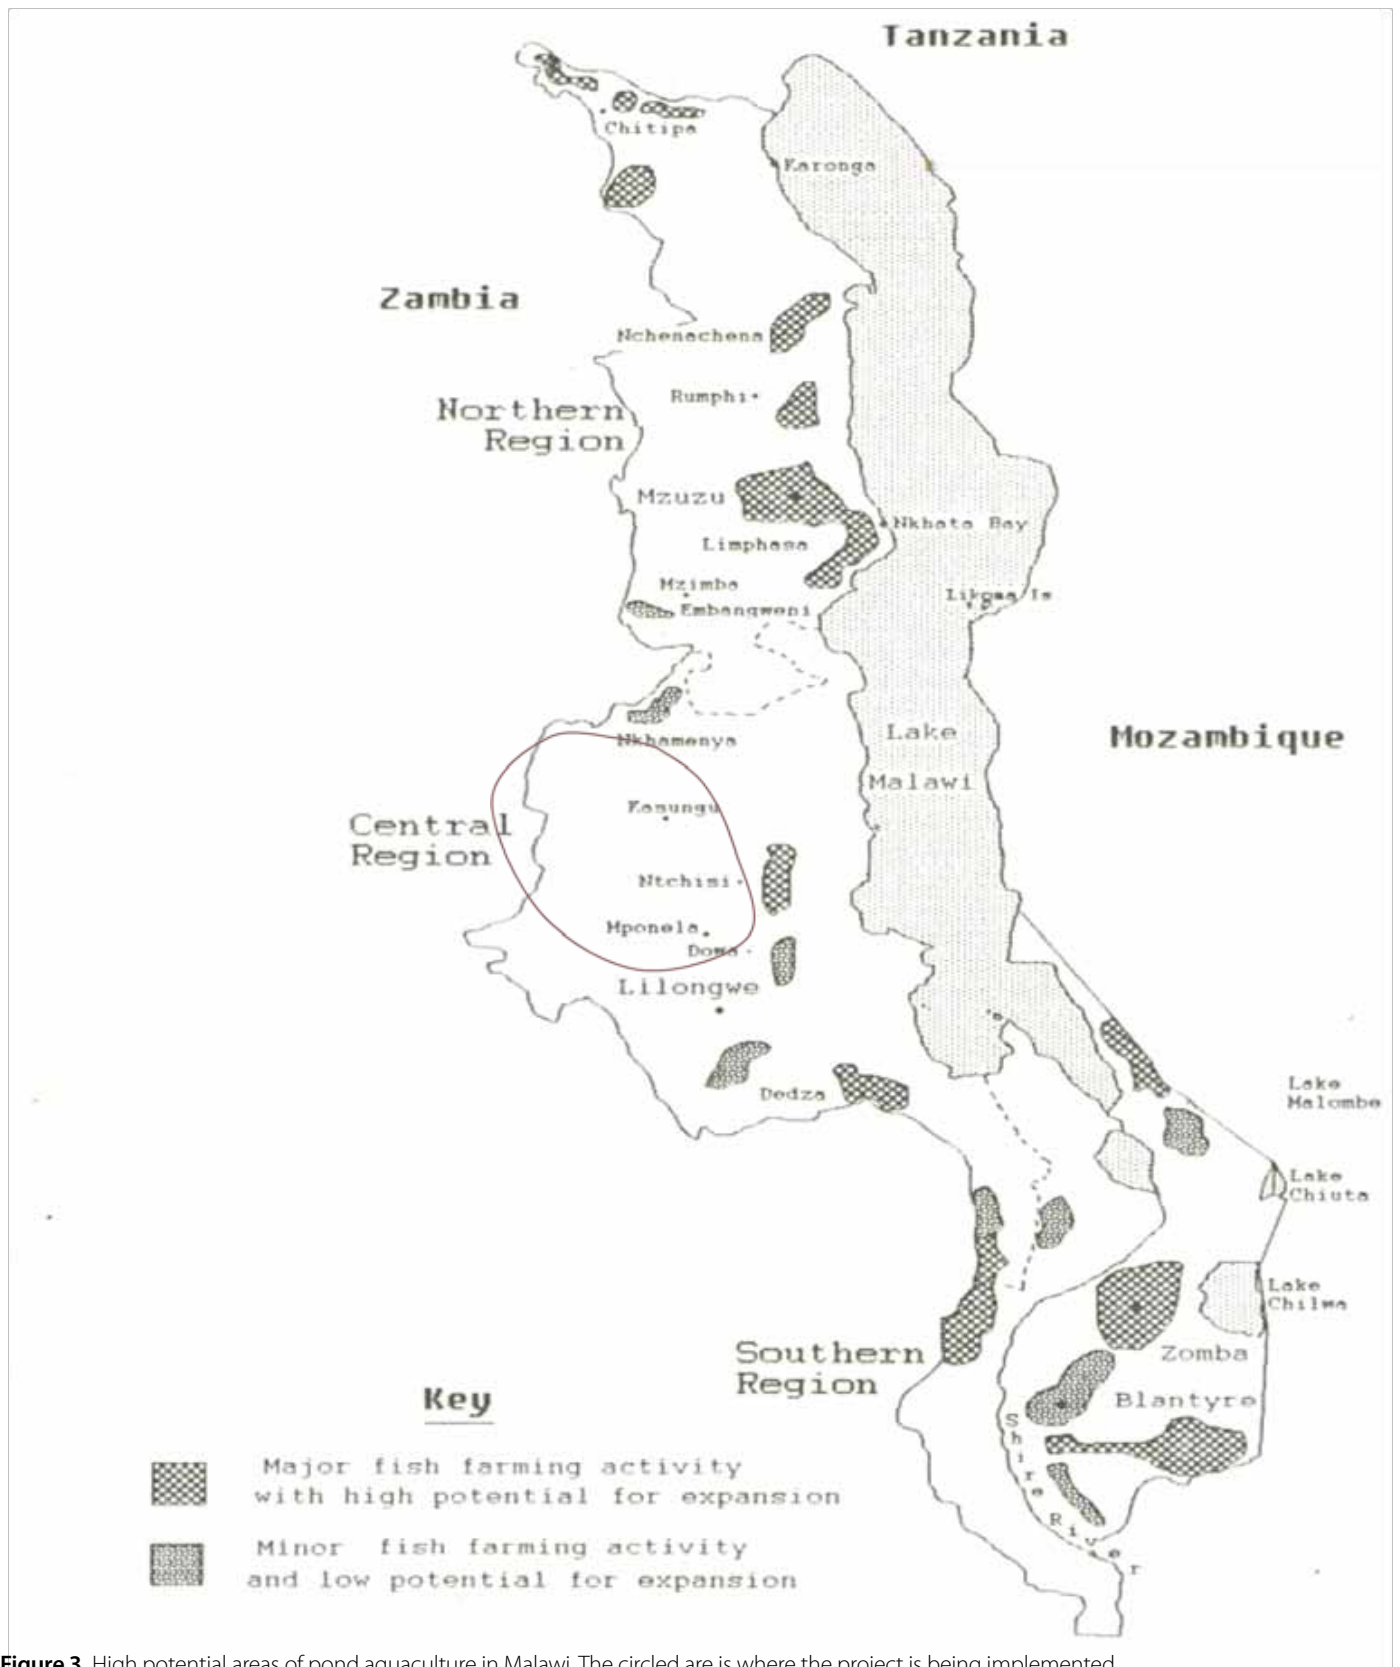 Tanzania
Chitipa
Karonga
Zambia
Nchenachena
Rumphi
Northern
Region
Mzuzu
Nkhata Bay
Limphasa
Mzimba
Likoma Is
Embangweni
Nkhamenya
Lake
Malawi
Mozambique
Kasungu
Central
Region
Ntchisi
Mponela
Dowa
Lilongwe
Dedza
Lake
Malombe
Lake
Chiuta
Lake
Chilwa
Southern
Region
Zomba
Blantyre
Shire River
Key
Major fish farming activity
with high potential for expansion
Minor fish farming activity
and low potential for expansion
Figure 3. High potential areas of pond aquaculture in Malawi. The circled are is where the project is being implemented